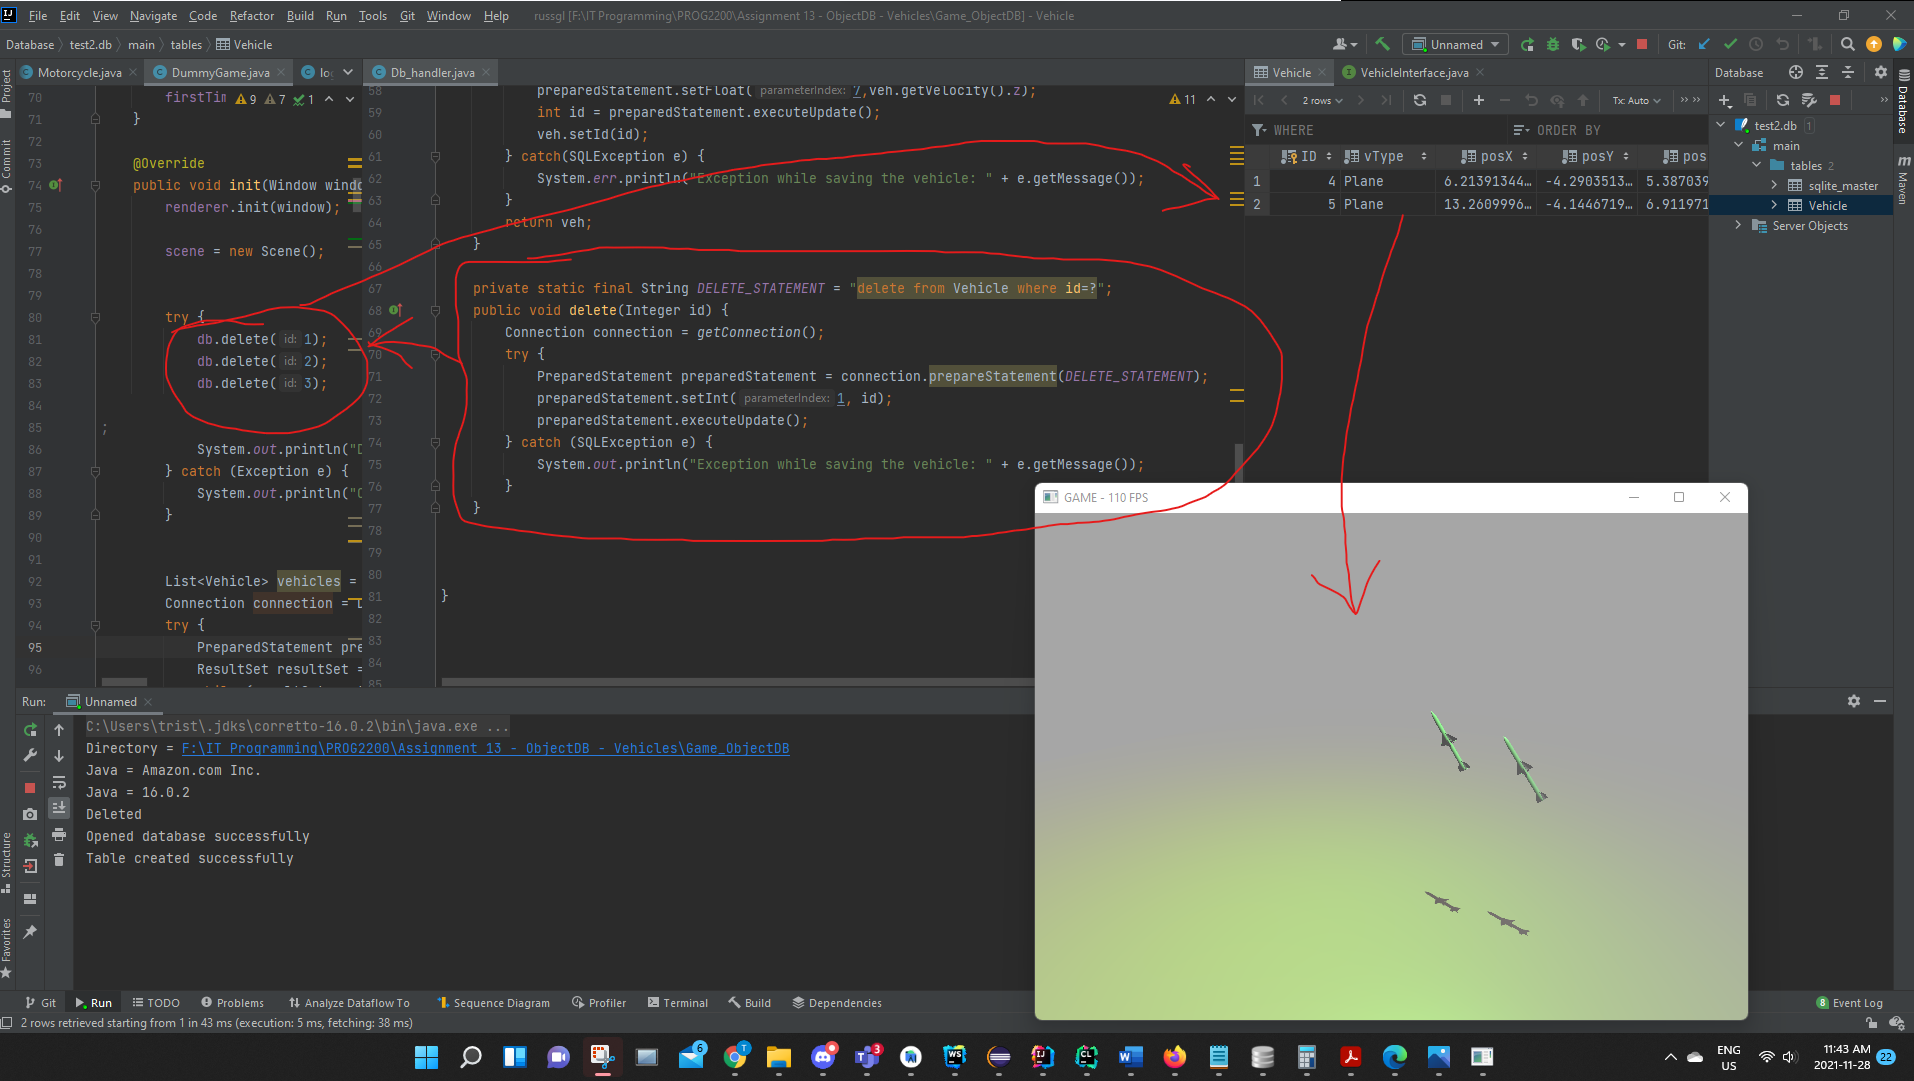 File Edit View Navigate Code Refactor Build Run Tools Git Window Help russgl [F:\IT Programming\PROG2200\Assignment 13 - ObjectDB - Vehicles\Game_ObjectDB] - Vehicle
Database test2.db main tables Vehicle
Unnamed Git:
Project
Commit
Structure
Favorites
Motorcycle.java DummyGame.java
70 firstTin 9 7 1
71 }
72
73 @Override
74 public void init(Window windo
75 renderer.init(window);
76
77 scene = new Scene();
78
79
80 try {
81 db.delete( id: 1);
82 db.delete( id: 2);
83 db.delete( id: 3);
84
85 ;
86 System.out.println("
87 } catch (Exception e) {
88 System.out.println("
89 }
90
91
92 List<Vehicle> vehicles =
93 Connection connection =
94 try {
95 PreparedStatement pre
96 ResultSet resultSet =
Db_handler.java
11
58 preparedStatement.setFloat( parameterIndex: 7,veh.getVelocity().z);
59 int id = preparedStatement.executeUpdate();
60 veh.setId(id);
61 } catch(SQLException e) {
62 System.err.println("Exception while saving the vehicle: " + e.getMessage());
63 }
64 return veh;
65 }
66
67 private static final String DELETE_STATEMENT = "delete from Vehicle where id=?";
68 public void delete(Integer id) {
69 Connection connection = getConnection();
70 try {
71 PreparedStatement preparedStatement = connection.prepareStatement(DELETE_STATEMENT);
72 preparedStatement.setInt( parameterIndex: 1, id);
73 preparedStatement.executeUpdate();
74 } catch (SQLException e) {
75 System.out.println("Exception while saving the vehicle: " + e.getMessage());
76 }
77 }
78
79
80
81 }
82
83
84
85
Vehicle VehicleInterface.java
2 rows Tx: Auto
WHERE ORDER BY
ID vType posX posY pos
1 4 Plane 6.21391344... -4.2903513... 5.387039
2 5 Plane 13.2609996... -4.1446719... 6.911971
Database
test2.db 1
main
tables 2
sqlite_master
Vehicle
Server Objects
Database
Maven
GAME - 110 FPS
Run: Unnamed
C:\Users\trist\.jdks\corretto-16.0.2\bin\java.exe ...
Directory = F:\IT Programming\PROG2200\Assignment 13 - ObjectDB - Vehicles\Game_ObjectDB
Java = Amazon.com Inc.
Java = 16.0.2
Deleted
Opened database successfully
Table created successfully
Git Run TODO Problems Analyze Dataflow To Sequence Diagram Profiler Terminal Build Dependencies 8 Event Log
2 rows retrieved starting from 1 in 43 ms (execution: 5 ms, fetching: 38 ms)
6 T 3 WS IJ CL W
ENG
US
11:43 AM
2021-11-28
22